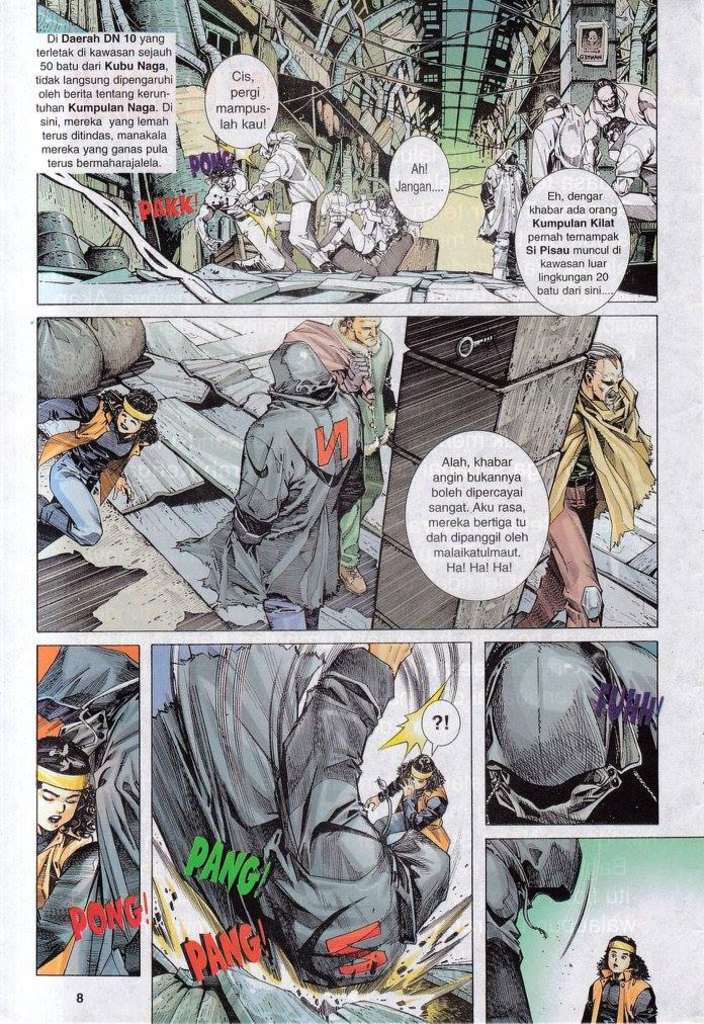 Di Daerah DN 10 yang
terletak di kawasan sejauh
50 batu dari Kubu Naga,
tidak langsung dipengaruhi
oleh berita tentang kerun-
tuhan Kumpulan Naga. Di
sini, mereka yang lemah
terus ditindas, manakala
mereka yang ganas pula
terus bermaharajalela.
Cis,
pergi
mampus-
lah kau!
PONG!
PAKK!
Ah!
Jangan....
Eh, dengar
khabar ada orang
Kumpulan Kilat
pernah ternampak
Si Pisau muncul di
kawasan luar
lingkungan 20
batu dari sini....
N
Alah, khabar
angin bukannya
boleh dipercayai
sangat. Aku rasa,
mereka bertiga tu
dah dipanggil oleh
malaikatulmaut.
Ha! Ha! Ha!
PONG!
?!
PANG!
PANG!
N
8